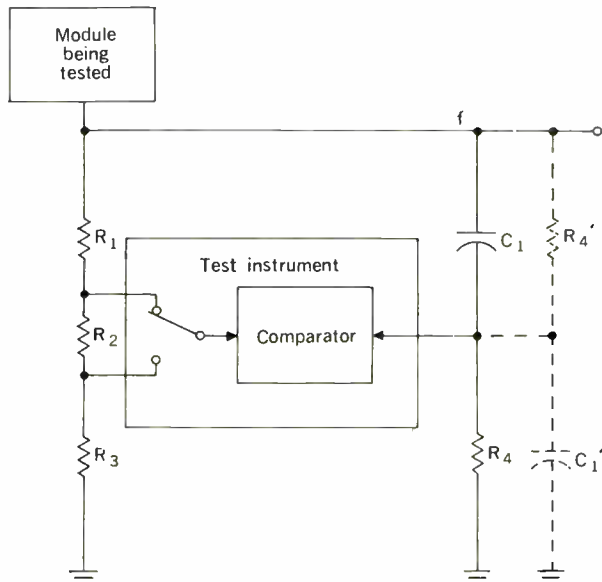 Module
being
tested
f
R1
C1
R4'
Test instrument
R2
Comparator
R3
R4
C1'